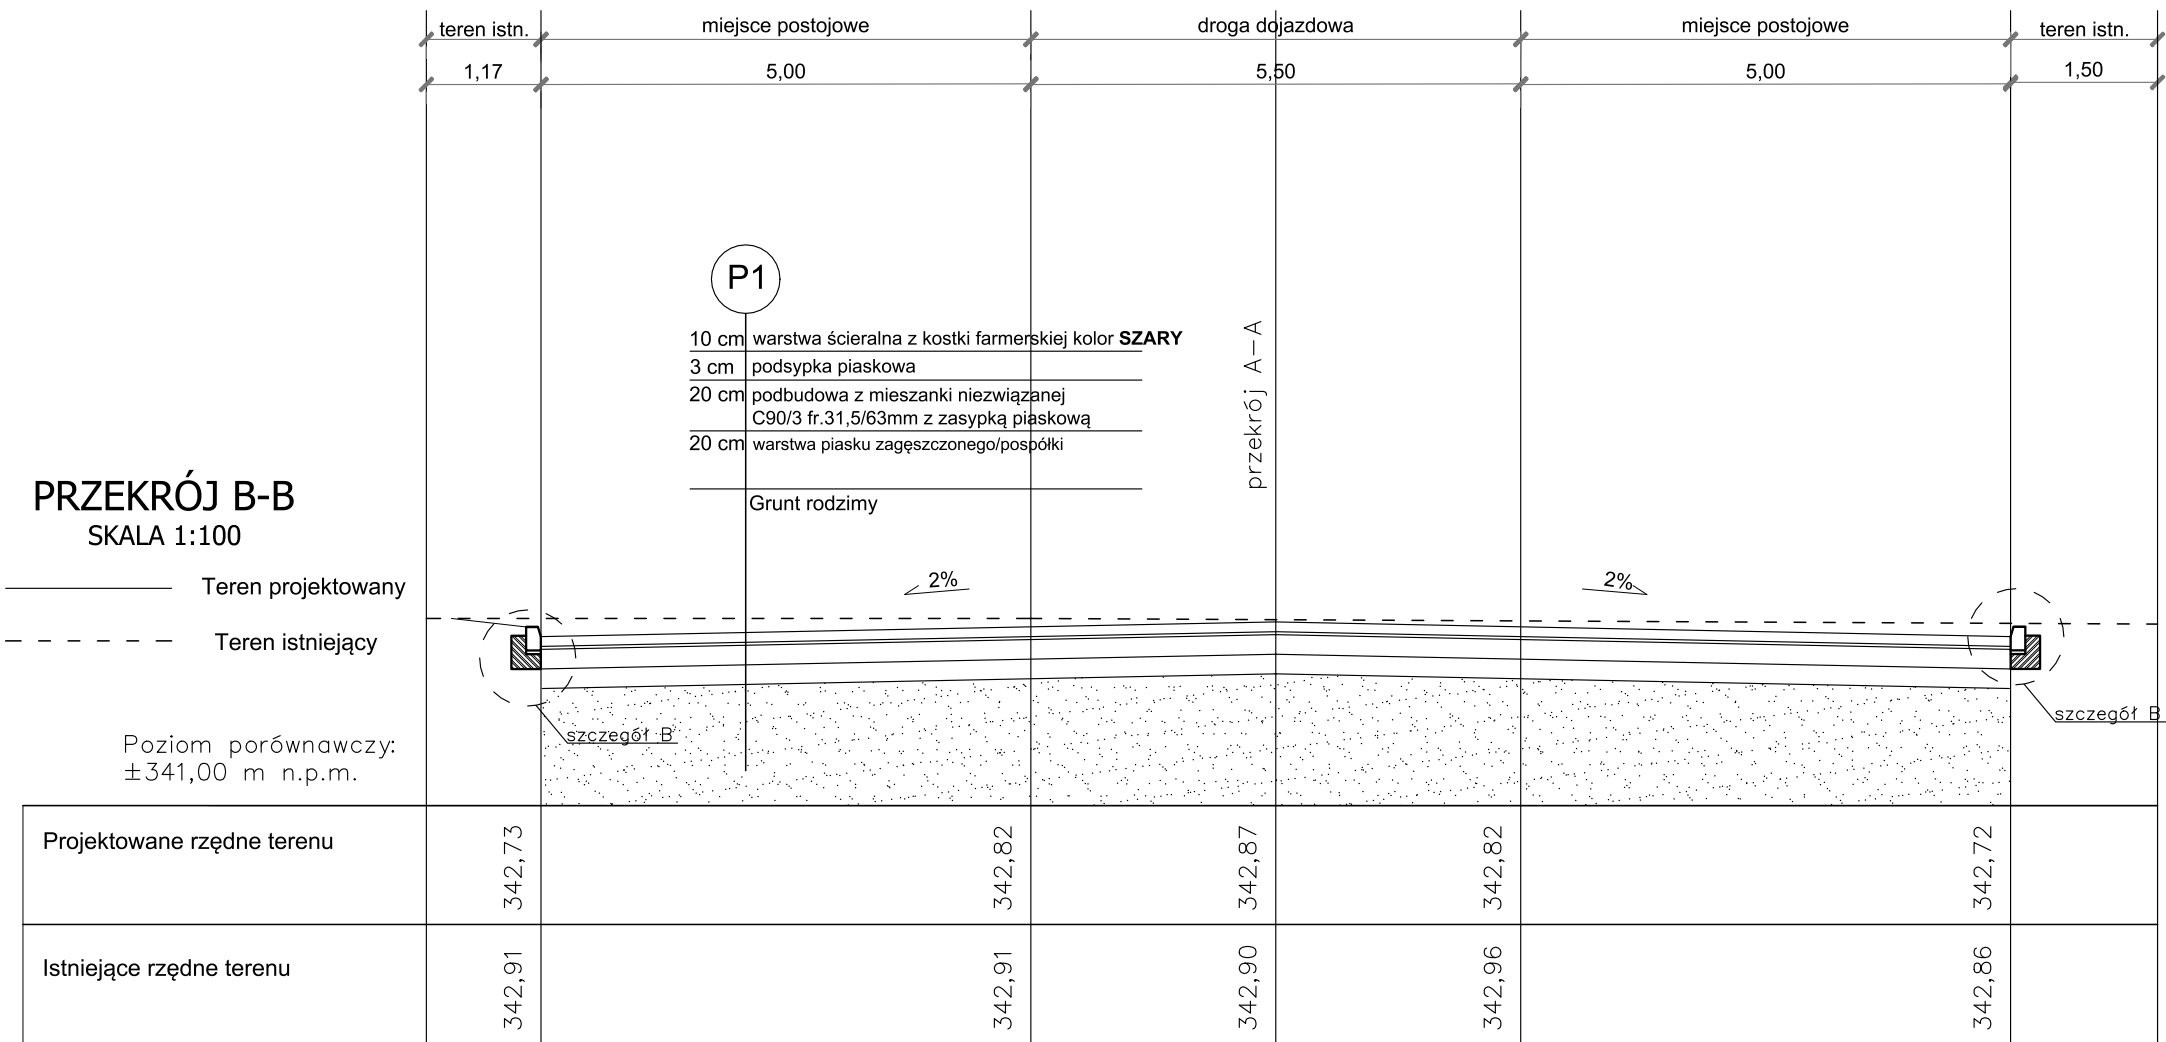 teren istn. miejsce postojowe droga dojazdowa miejsce postojowe teren istn.
1,17 5,00 5,50 5,00 1,50
P1
10 cm warstwa ścieralna z kostki farmerskiej kolor SZARY
3 cm podsypka piaskowa
20 cm podbudowa z mieszanki niezwiązanej
C90/3 fr.31,5/63mm z zasypką piaskową
20 cm warstwa piasku zagęszczonego/pospółki
Grunt rodzimy
przekrój A-A
PRZEKRÓJ B-B
SKALA 1:100
Teren projektowany
Teren istniejący
2% 2%
szczegół B szczegół B
Poziom porównawczy:
±341,00 m n.p.m.
Projektowane rzędne terenu 342,73 342,82 342,87 342,82 342,72
Istniejące rzędne terenu 342,91 342,91 342,90 342,96 342,86